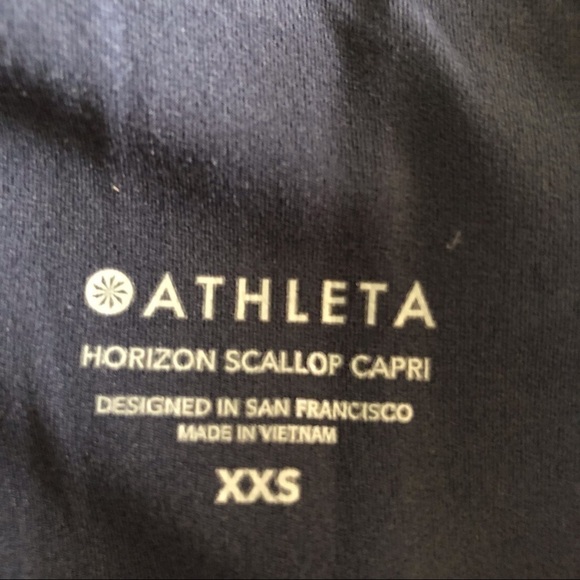 ATHLETA
HORIZON SCALLOP CAPRI
DESIGNED IN SAN FRANCISCO
MADE IN VIETNAM
XXS